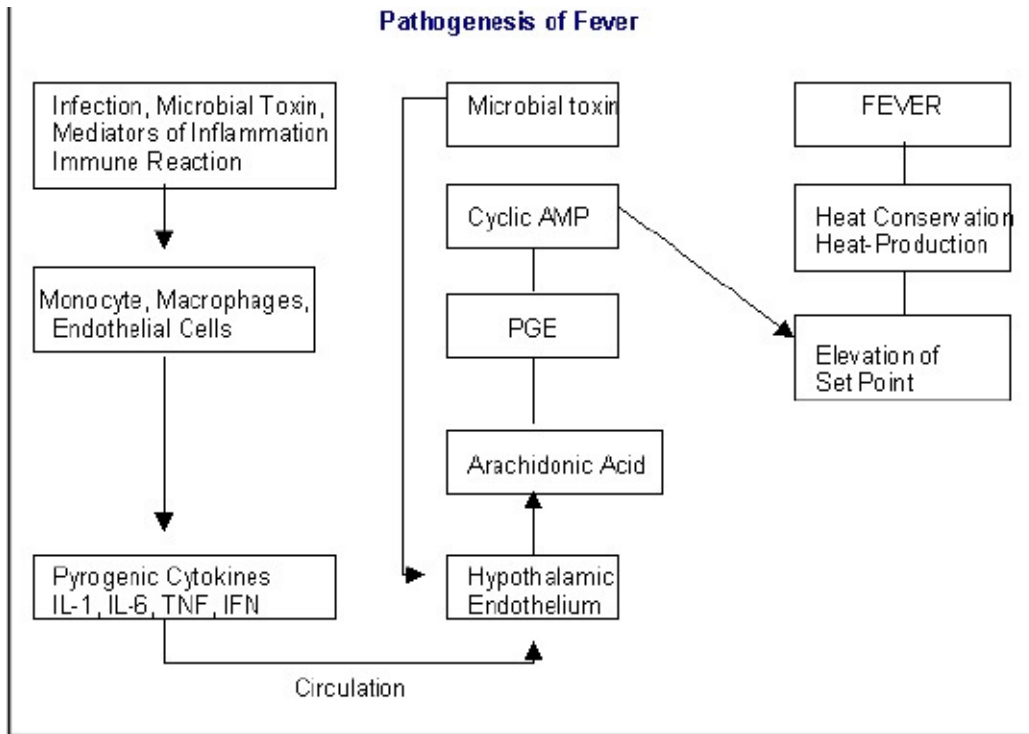 Pathogenesis of Fever
Infection, Microbial Toxin,
Mediators of Inflammation
Immune Reaction
Monocyte, Macrophages,
Endothelial Cells
Pyrogenic Cytokines
IL-1, IL-6, TNF, IFN
Circulation
Microbial toxin
Cyclic AMP
PGE
Arachidonic Acid
Hypothalamic
Endothelium
FEVER
Heat Conservation
Heat-Production
Elevation of
Set Point